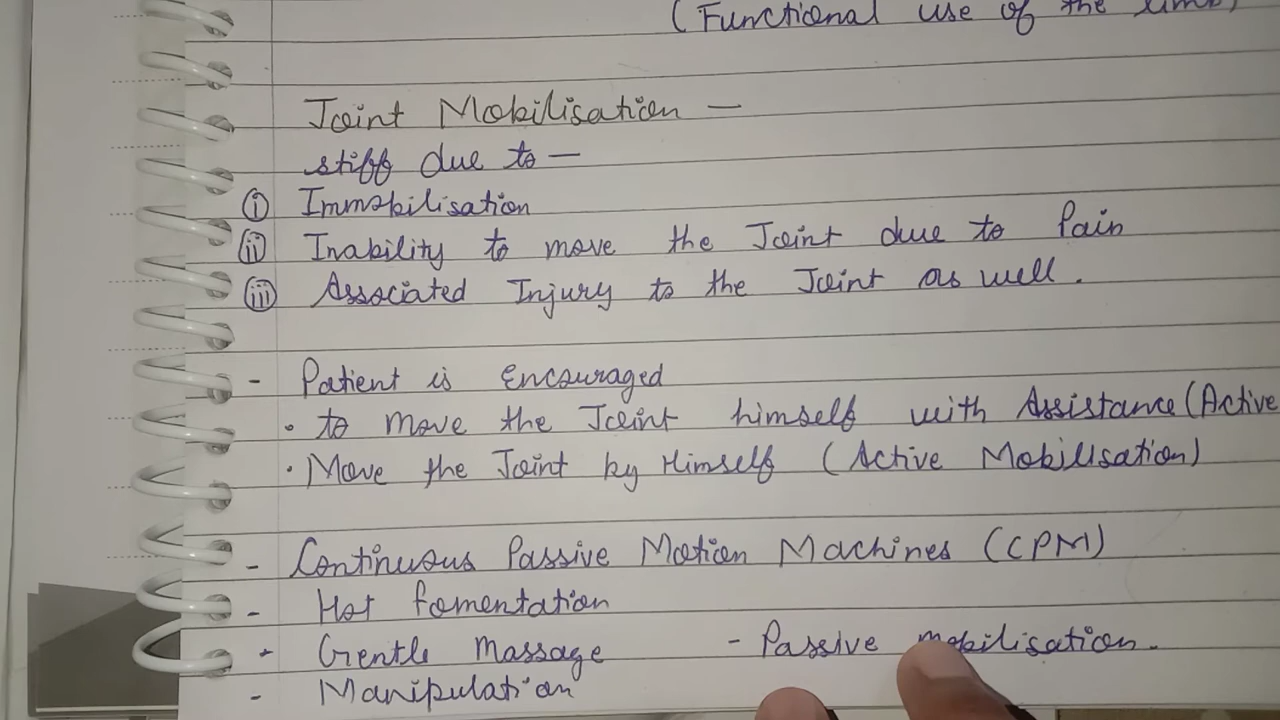 (Functional use of the limb)
Joint Mobilisation —
stiff due to —
(i) Immobilisation
(ii) Inability to move the Joint due to Pain
(iii) Associated Injury to the Joint as well.
- Patient is Encouraged
• to move the Joint himself with Assistance (Active
• Move the Joint by Himself (Active Mobilisation)
- Continuous Passive Motion Machines (CPM)
- Hot fomentation
- Gentle Massage - Passive mobilisation.
- Manipulation